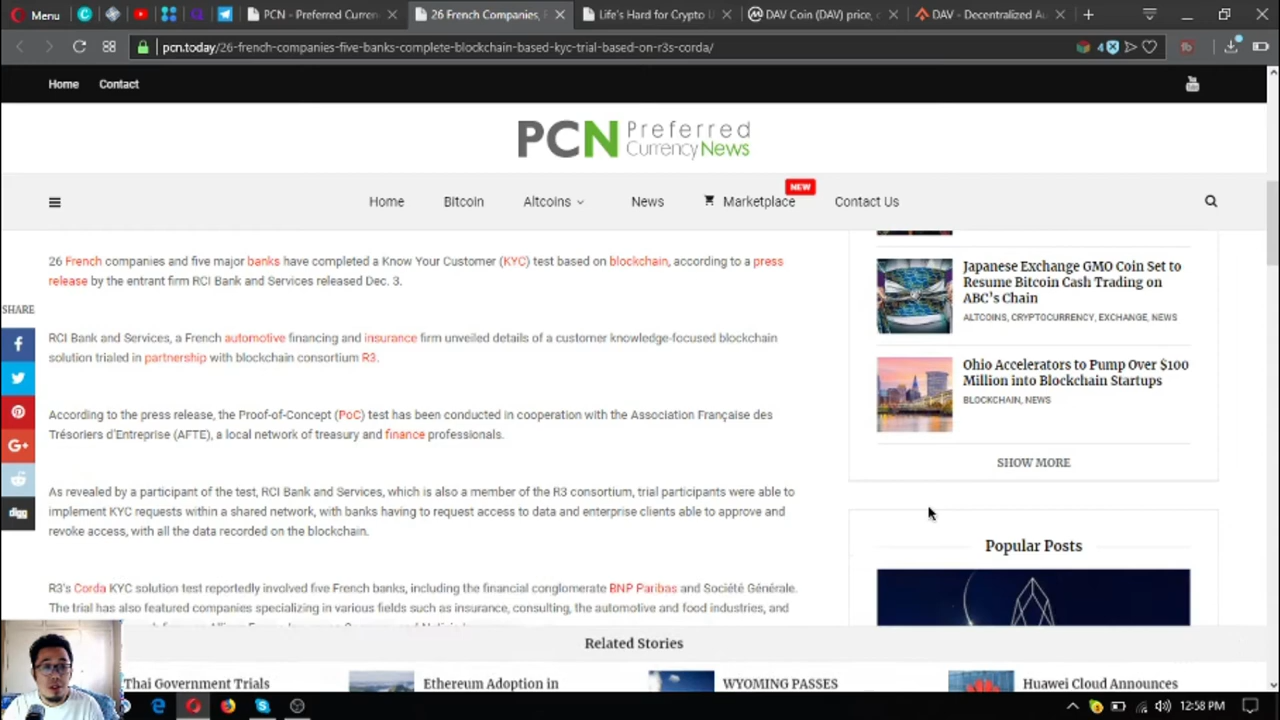 Menu
PCN - Preferred Curren
26 French Companies, F
Life's Hard for Crypto U
DAV Coin (DAV) price, c
DAV - Decentralized Au
pcn.today/26-french-companies-five-banks-complete-blockchain-based-kyc-trial-based-on-r3s-corda/
4
Home Contact
You Tube
PCN Preferred
CurrencyNews
NEW
Home Bitcoin Altcoins News Marketplace Contact Us
26 French companies and five major banks have completed a Know Your Customer (KYC) test based on blockchain, according to a press
release by the entrant firm RCI Bank and Services released Dec. 3.
RCI Bank and Services, a French automotive financing and insurance firm unveiled details of a customer knowledge-focused blockchain
solution trialed in partnership with blockchain consortium R3.
According to the press release, the Proof-of-Concept (PoC) test has been conducted in cooperation with the Association Française des
Trésoriers d'Entreprise (AFTE), a local network of treasury and finance professionals.
As revealed by a participant of the test, RCI Bank and Services, which is also a member of the R3 consortium, trial participants were able to
implement KYC requests within a shared network, with banks having to request access to data and enterprise clients able to approve and
revoke access, with all the data recorded on the blockchain.
R3's Corda KYC solution test reportedly involved five French banks, including the financial conglomerate BNP Paribas and Société Générale.
The trial has also featured companies specializing in various fields such as insurance, consulting, the automotive and food industries, and
SHARE
digg
Japanese Exchange GMO Coin Set to
Resume Bitcoin Cash Trading on
ABC's Chain
ALTCOINS, CRYPTOCURRENCY, EXCHANGE, NEWS
Ohio Accelerators to Pump Over $100
Million into Blockchain Startups
BLOCKCHAIN, NEWS
SHOW MORE
Popular Posts
Related Stories
Thai Government Trials
Ethereum Adoption in
WYOMING PASSES
Huawei Cloud Announces
12:58 PM